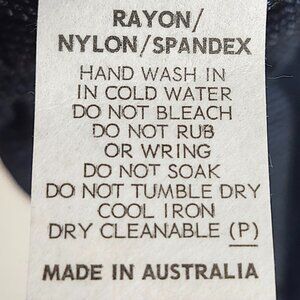 RAYON/
NYLON/SPANDEX
HAND WASH IN
IN COLD WATER
DO NOT BLEACH
DO NOT RUB
OR WRING
DO NOT SOAK
DO NOT TUMBLE DRY
COOL IRON
DRY CLEANABLE (P)
MADE IN AUSTRALIA